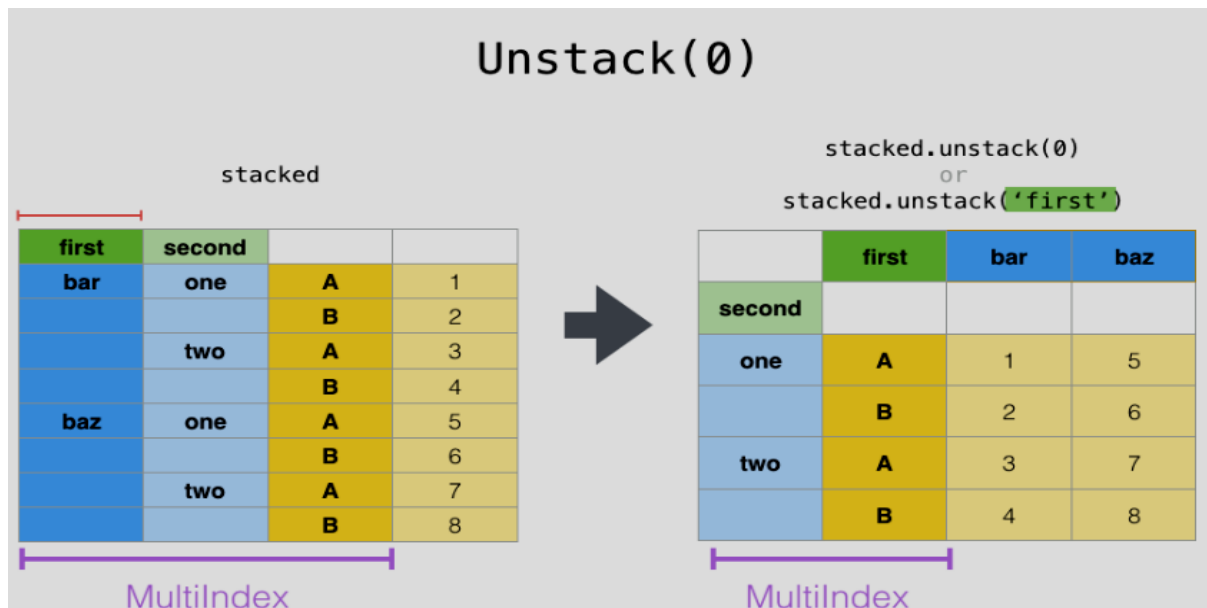 Unstack(0)
stacked
first second
bar one A 1
B 2
two A 3
B 4
baz one A 5
B 6
two A 7
B 8
MultiIndex
stacked.unstack(0)
or
stacked.unstack(‘first’)
first bar baz
second
one A 1 5
B 2 6
two A 3 7
B 4 8
MultiIndex